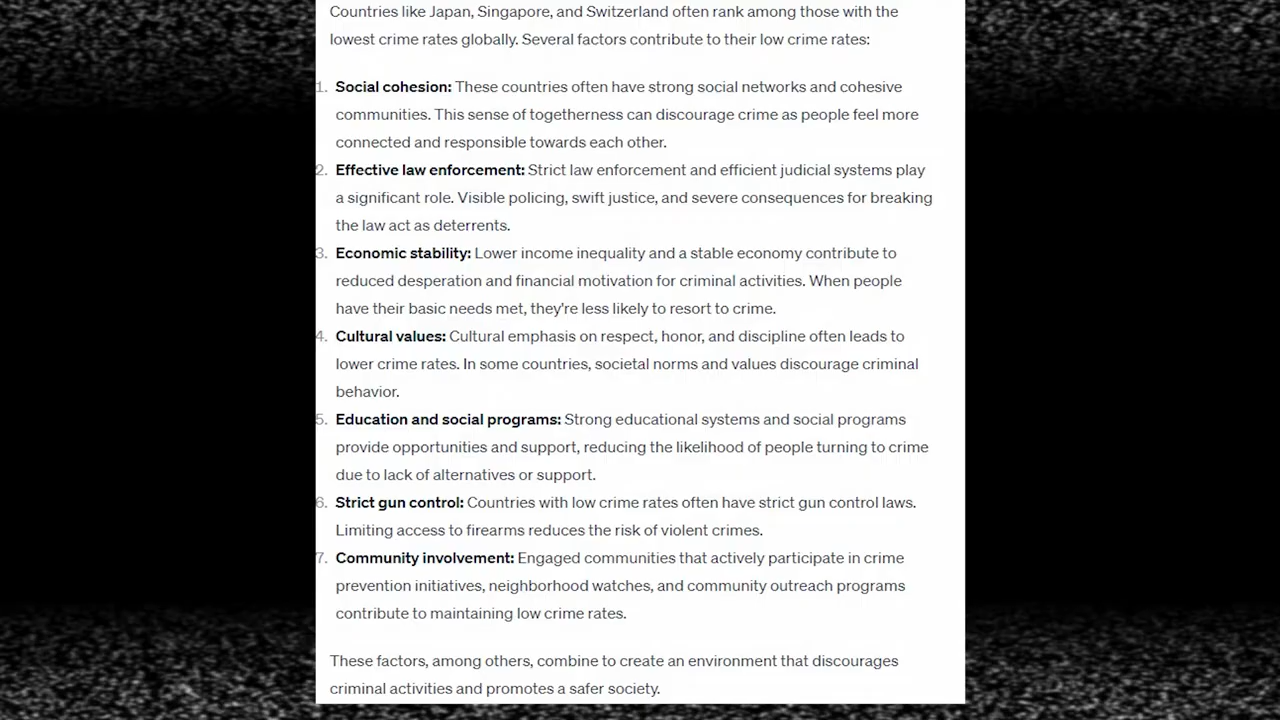 Countries like Japan, Singapore, and Switzerland often rank among those with the
lowest crime rates globally. Several factors contribute to their low crime rates:
1. Social cohesion: These countries often have strong social networks and cohesive
communities. This sense of togetherness can discourage crime as people feel more
connected and responsible towards each other.
2. Effective law enforcement: Strict law enforcement and efficient judicial systems play
a significant role. Visible policing, swift justice, and severe consequences for breaking
the law act as deterrents.
3. Economic stability: Lower income inequality and a stable economy contribute to
reduced desperation and financial motivation for criminal activities. When people
have their basic needs met, they're less likely to resort to crime.
4. Cultural values: Cultural emphasis on respect, honor, and discipline often leads to
lower crime rates. In some countries, societal norms and values discourage criminal
behavior.
5. Education and social programs: Strong educational systems and social programs
provide opportunities and support, reducing the likelihood of people turning to crime
due to lack of alternatives or support.
6. Strict gun control: Countries with low crime rates often have strict gun control laws.
Limiting access to firearms reduces the risk of violent crimes.
7. Community involvement: Engaged communities that actively participate in crime
prevention initiatives, neighborhood watches, and community outreach programs
contribute to maintaining low crime rates.
These factors, among others, combine to create an environment that discourages
criminal activities and promotes a safer society.